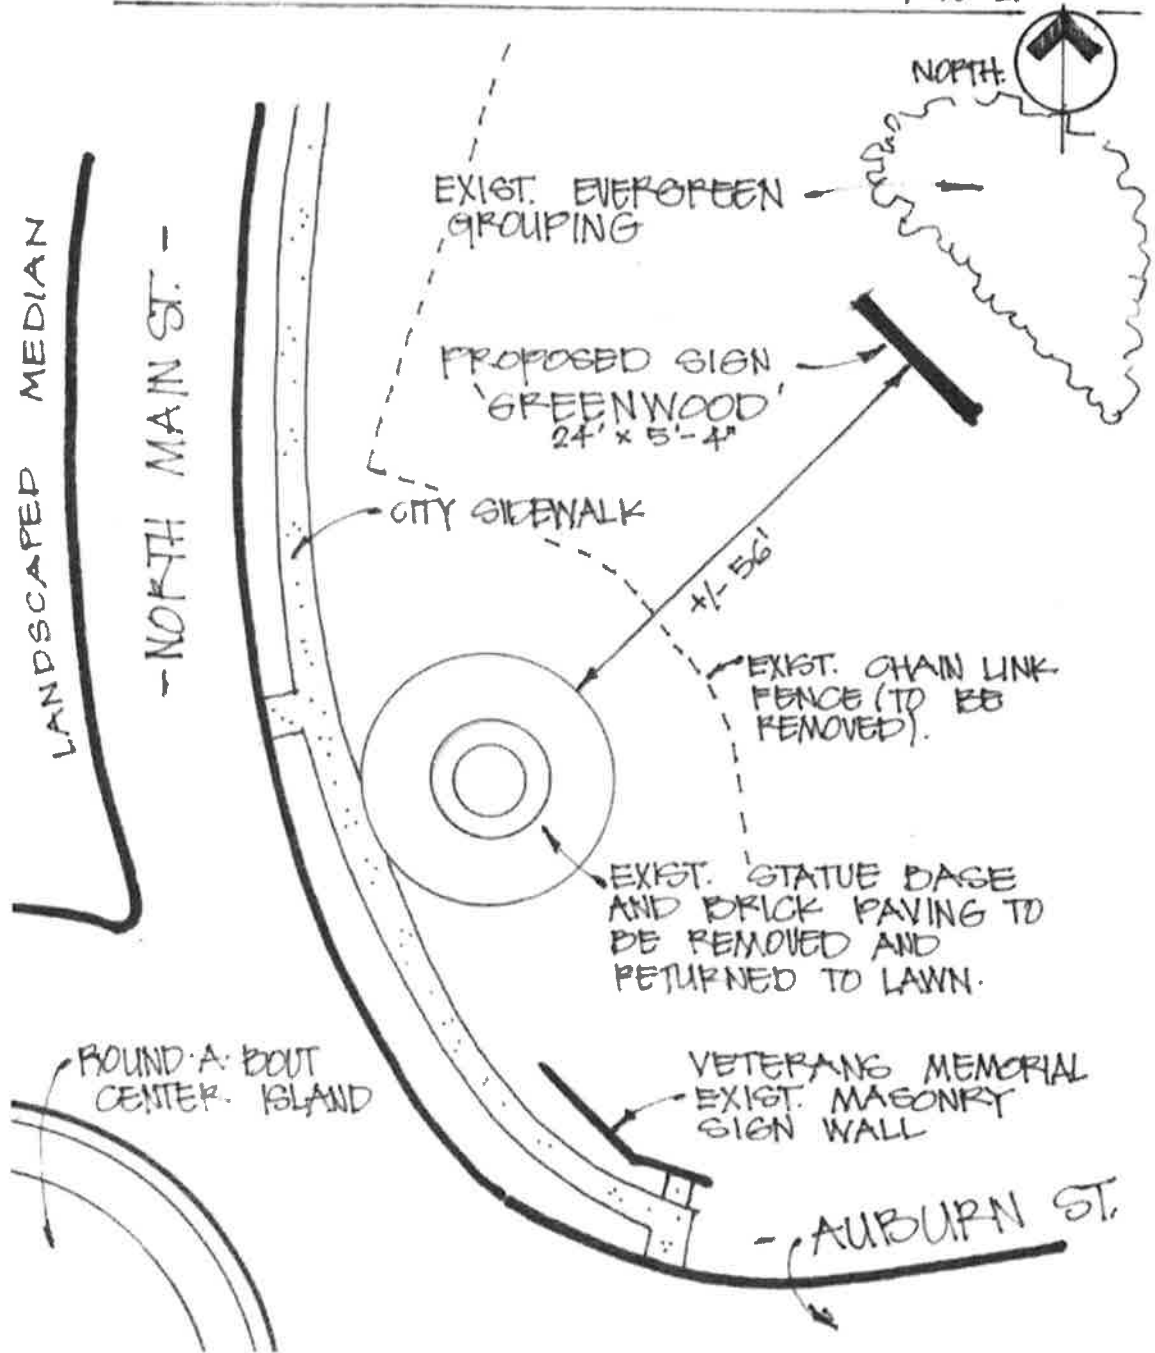 NORTH.
EXIST. EVERGREEN
GROUPING
PROPOSED SIGN
'GREENWOOD'
24' x 5'-4"
CITY SIDEWALK
+/- 56'
EXIST. CHAIN LINK
FENCE (TO BE
REMOVED).
LANDSCAPED MEDIAN
- NORTH MAIN ST. -
EXIST. STATUE BASE
AND BRICK PAVING TO
BE REMOVED AND
RETURNED TO LAWN.
ROUND·A·BOUT
CENTER. ISLAND
VETERANS MEMORIAL
EXIST. MASONRY
SIGN WALL
- AUBURN ST.